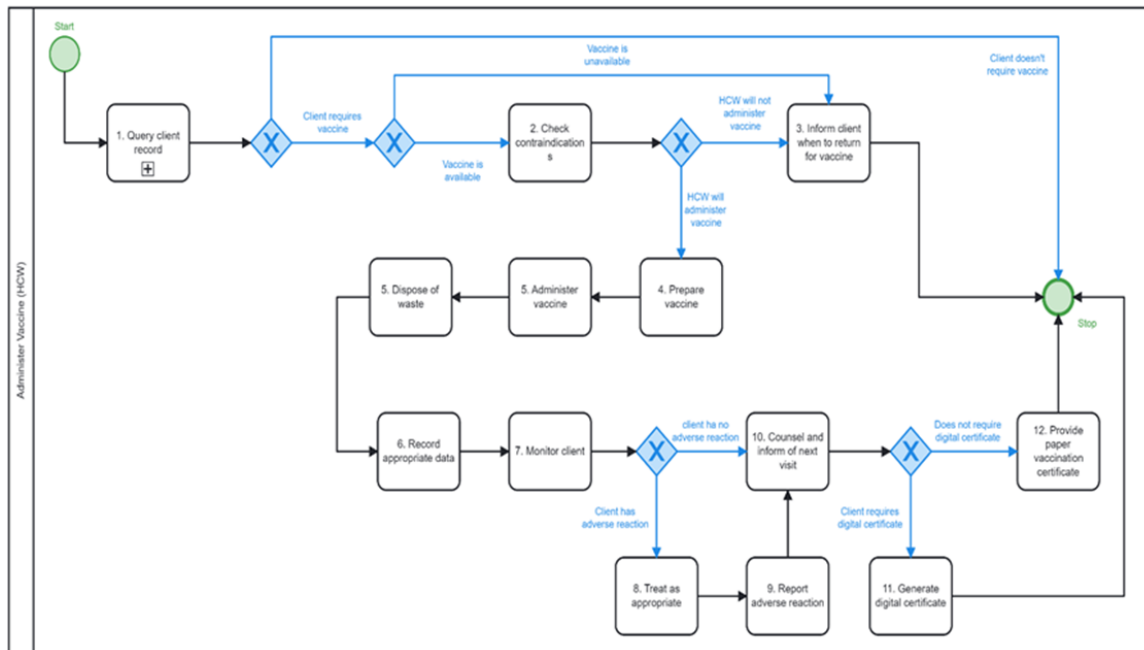 Start
Vaccine is
unavailable
Client doesn't
require vaccine
1. Query client
record
Client requires
vaccine
Vaccine is
available
2. Check
contraindication
s
HCW will not
administer
vaccine
3. Inform client
when to return
for vaccine
HCW will
administer
vaccine
Administer Vaccine (HCW)
5. Dispose of
waste
5. Administer
vaccine
4. Prepare
vaccine
Stop
6. Record
appropriate data
7. Monitor client
client ha no
adverse reaction
10. Counsel and
inform of next
visit
Does not require
digital certificate
12. Provide
paper
vaccination
certificate
Client has
adverse reaction
Client requires
digital certificate
8. Treat as
appropriate
9. Report
adverse reaction
11. Generate
digital certificate